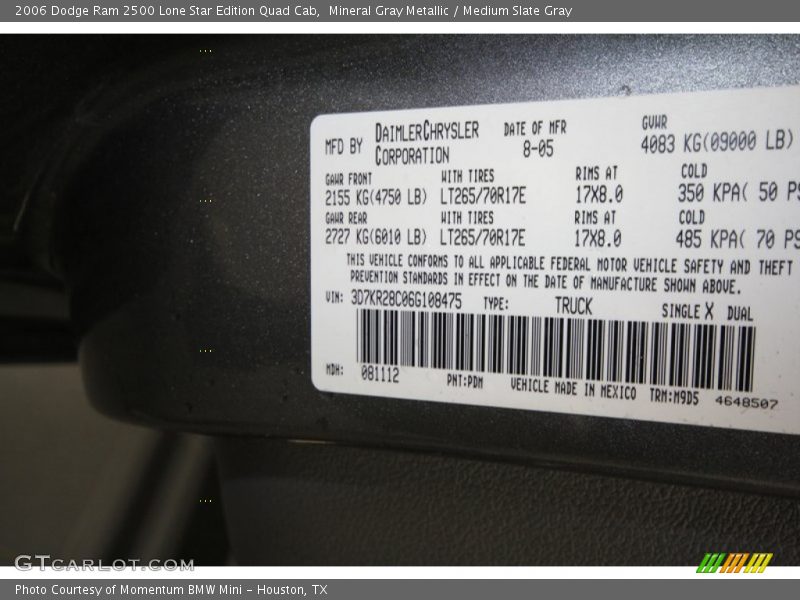 2006 Dodge Ram 2500 Lone Star Edition Quad Cab, Mineral Gray Metallic / Medium Slate Gray
MFD BY DAIMLERCHRYSLER CORPORATION DATE OF MFR 8-05 GVWR 4083 KG(09000 LB)
GAWR FRONT WITH TIRES RIMS AT COLD
2155 KG(4750 LB) LT265/70R17E 17X8.0 350 KPA( 50 PS
GAWR REAR WITH TIRES RIMS AT COLD
2727 KG(6010 LB) LT265/70R17E 17X8.0 485 KPA( 70 PS
THIS VEHICLE CONFORMS TO ALL APPLICABLE FEDERAL MOTOR VEHICLE SAFETY AND THEFT
PREVENTION STANDARDS IN EFFECT ON THE DATE OF MANUFACTURE SHOWN ABOVE.
VIN: 3D7KR28C06G108475 TYPE: TRUCK SINGLE X DUAL
MDH: 081112 PNT:PDM VEHICLE MADE IN MEXICO TRM:M9D5 4648507
GTCARLOT.COM
Photo Courtesy of Momentum BMW Mini - Houston, TX